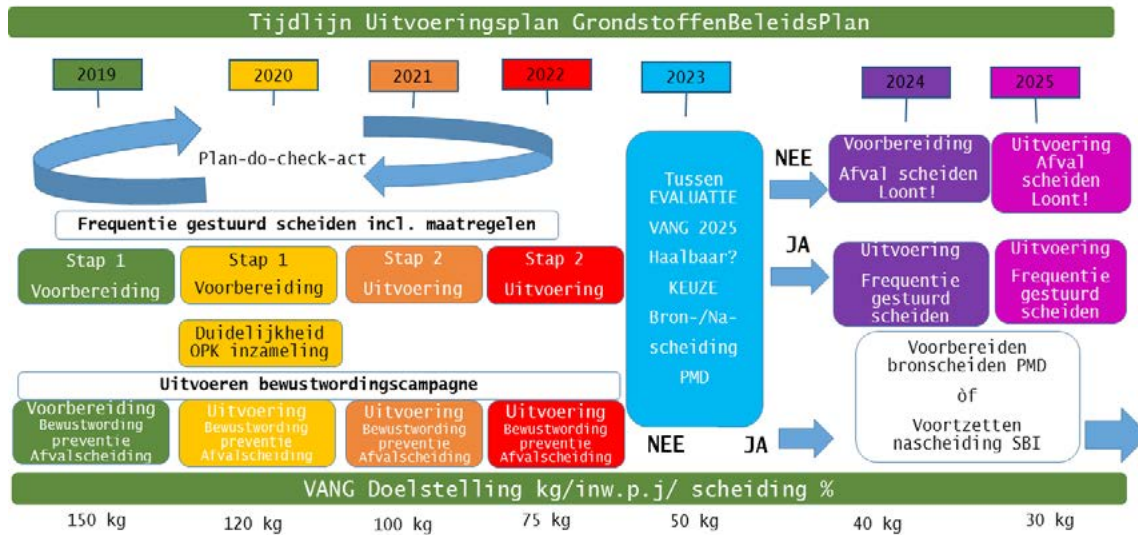 Tijdlijn Uitvoeringsplan GrondstoffenBeleidsPlan
2019
2020
2021
2022
2023
2024
2025
Plan-do-check-act
Frequentie gestuurd scheiden incl. maatregelen
Stap 1
Voorbereiding
Stap 1
Voorbereiding
Stap 2
Uitvoering
Stap 2
Uitvoering
Duidelijkheid
OPK inzameling
Uitvoeren bewustwordingscampagne
Voorbereiding
Bewustwording
preventie
Afvalscheiding
Uitvoering
Bewustwording
preventie
Afvalscheiding
Uitvoering
Bewustwording
preventie
Afvalscheiding
Uitvoering
Bewustwording
preventie
Afvalscheiding
Tussen
EVALUATIE
VANG 2025
Haalbaar?
KEUZE
Bron-/Na-
scheiding
PMD
NEE
JA
NEE
JA
Voorbereiding
Afval scheiden
Loont!
Uitvoering
Afval
scheiden
Loont!
Uitvoering
Frequentie
gestuurd
scheiden
Uitvoering
Frequentie
gestuurd
scheiden
Voorbereiden
bronscheiden PMD
òf
Voortzetten
nascheiding SBI
VANG Doelstelling kg/inw.p.j/ scheiding %
150 kg
120 kg
100 kg
75 kg
50 kg
40 kg
30 kg